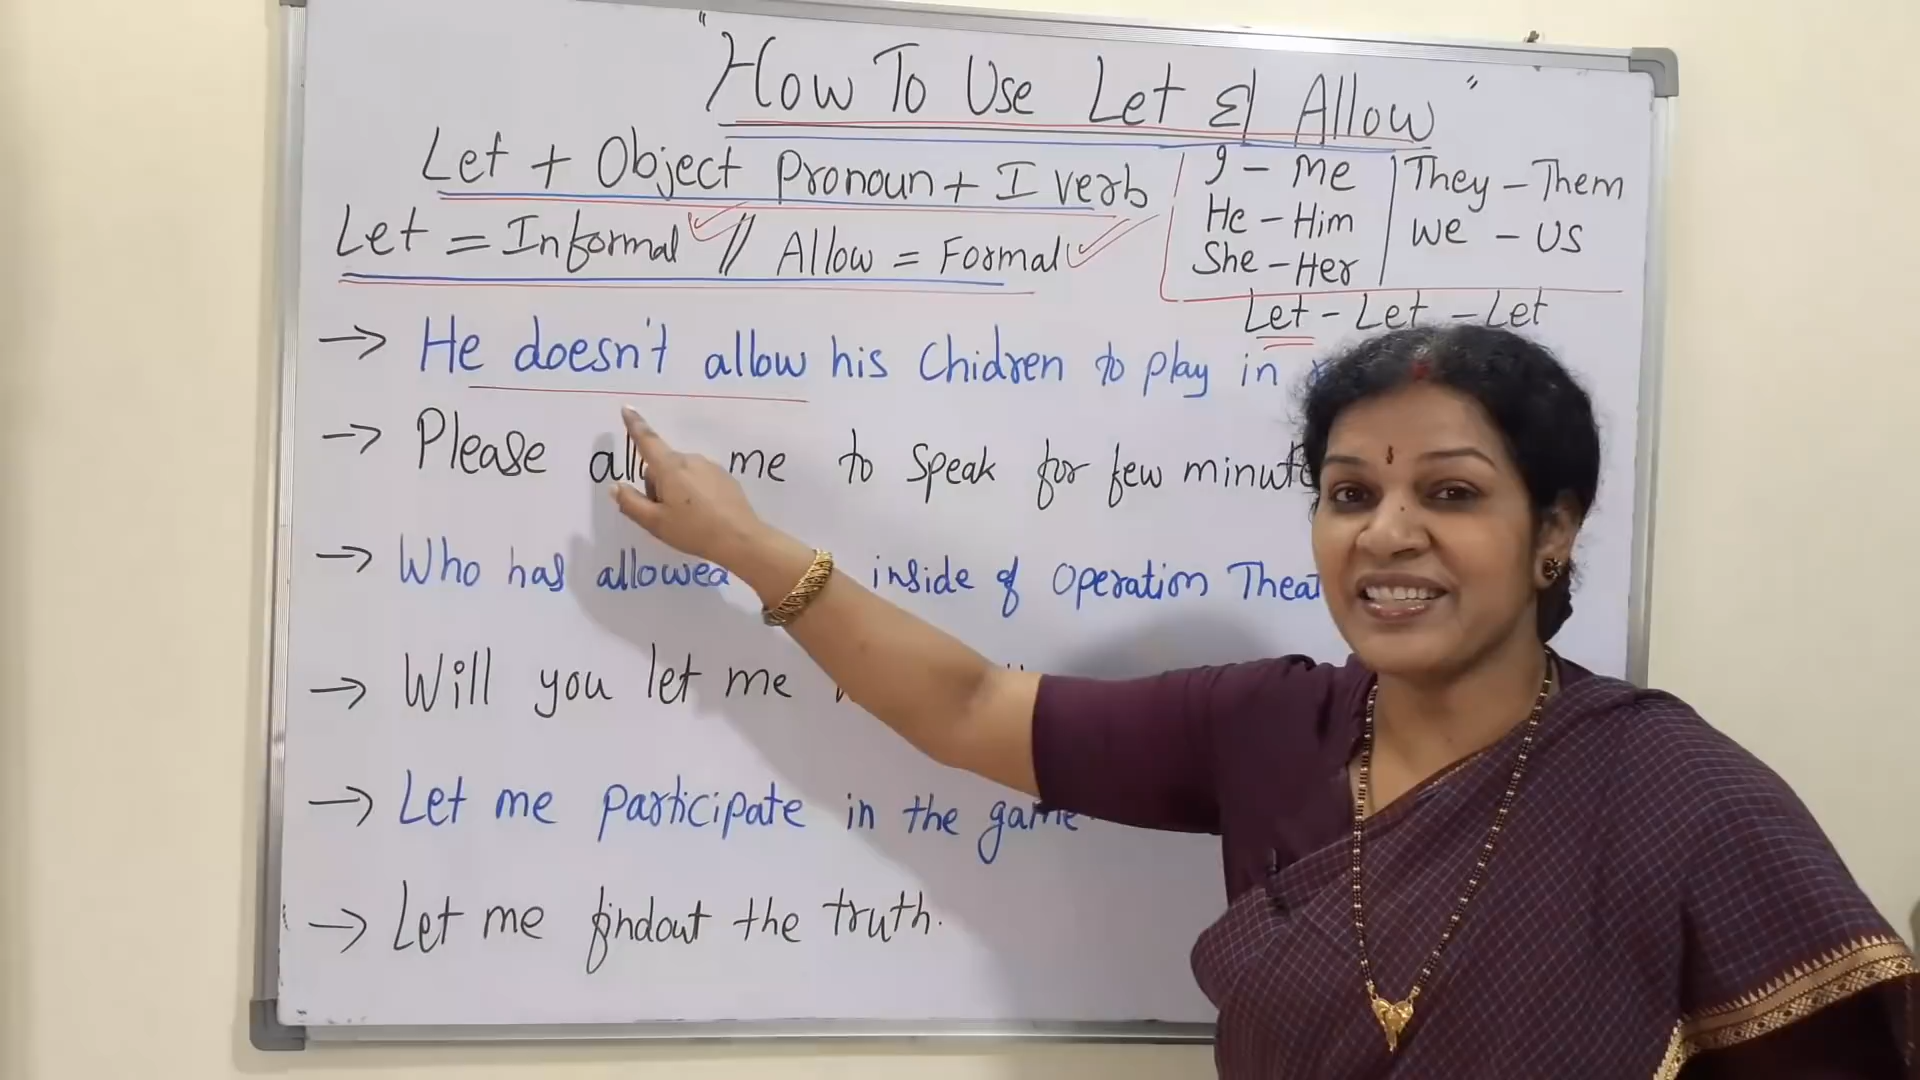 "How To Use Let & Allow"
Let + Object Pronoun + I verb
I - Me
He - Him
She - Her
They - Them
We - US
Let = Informal // Allow = Formal
Let - Let - Let
→ He doesn't allow his Chidren to play in
→ Please me to speak for few minute
→ Who has allowed inside of Operation
→ Will you let me
→ Let me participate in the game
→ Let me findout the truth.